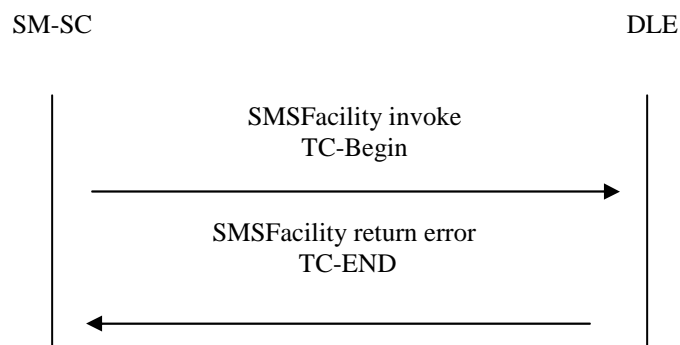 SM-SC
DLE
SMSFacility invoke
TC-Begin
SMSFacility return error
TC-END